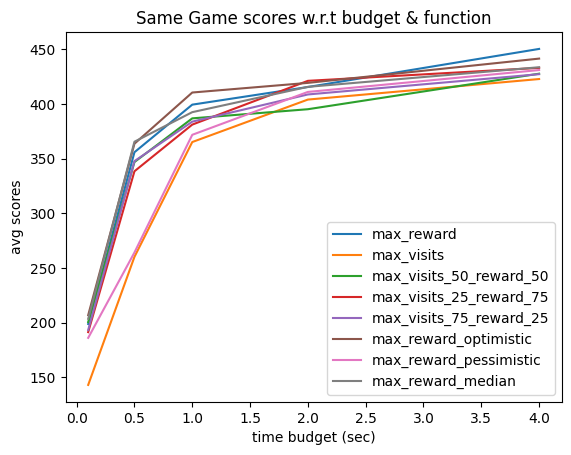 Same Game scores w.r.t budget & function
450
400
350
300
250
200
150
avg scores
max_reward
max_visits
max_visits_50_reward_50
max_visits_25_reward_75
max_visits_75_reward_25
max_reward_optimistic
max_reward_pessimistic
max_reward_median
0.0 0.5 1.0 1.5 2.0 2.5 3.0 3.5 4.0
time budget (sec)